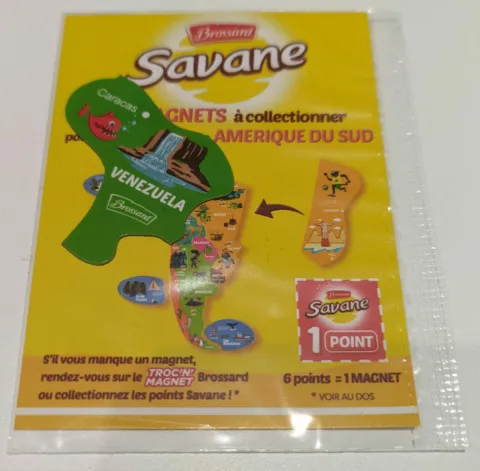 Brossard
Savane
AGNETS à collectionner
AMERIQUE DU SUD
Caracas
VENEZUELA
Brossard
Brossard
Savane
1 POINT
S'il vous manque un magnet,
rendez-vous sur le TROC'N' MAGNET Brossard
ou collectionnez les points Savane ! *
6 points = 1 MAGNET
* VOIR AU DOS